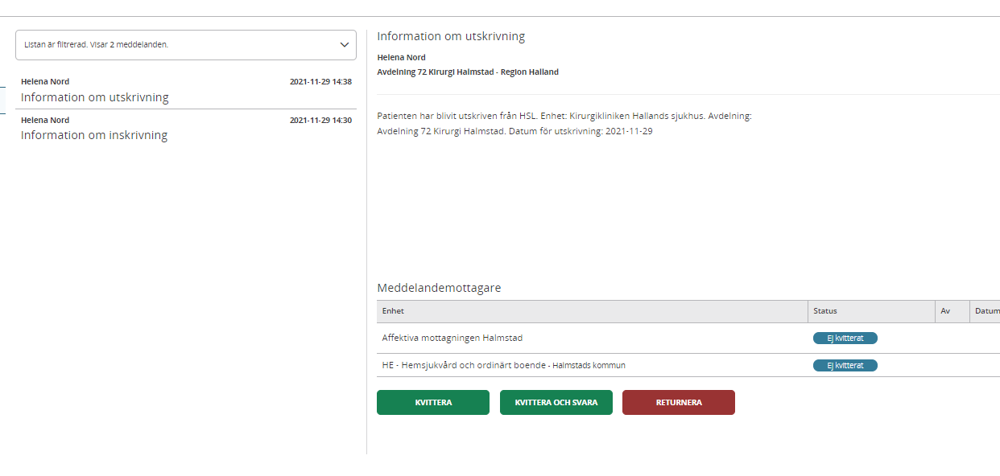 Listan är filtrerad. Visar 2 meddelanden.
Helena Nord 2021-11-29 14:38
Information om utskrivning
Helena Nord 2021-11-29 14:30
Information om inskrivning
Information om utskrivning
Helena Nord
Avdelning 72 Kirurgi Halmstad - Region Halland
Patienten har blivit utskriven från HSL. Enhet: Kirurgikliniken Hallands sjukhus. Avdelning:
Avdelning 72 Kirurgi Halmstad. Datum för utskrivning: 2021-11-29
Meddelandemottagare
Enhet Status Av Datum
Affektiva mottagningen Halmstad Ej kvitterat
HE - Hemsjukvård och ordinärt boende - Halmstads kommun Ej kvitterat
KVITTERA KVITTERA OCH SVARA RETURNERA